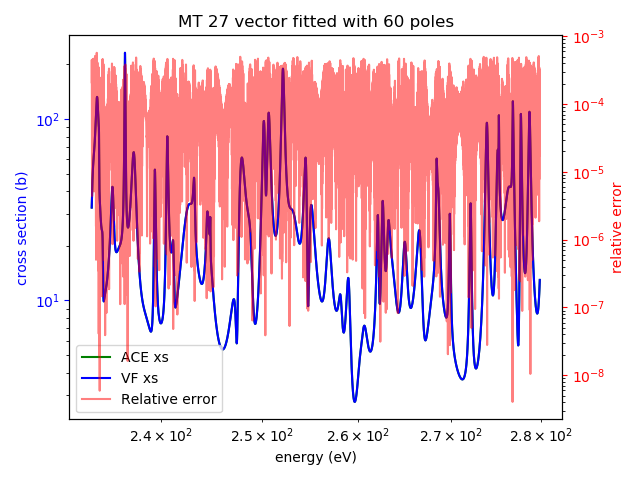 MT 27 vector fitted with 60 poles
cross section (b)
10²
10¹
10⁻³
10⁻⁴
10⁻⁵
10⁻⁶
10⁻⁷
10⁻⁸
relative error
ACE xs
VF xs
Relative error
2.4 × 10² 2.5 × 10² 2.6 × 10² 2.7 × 10² 2.8 × 10²
energy (eV)